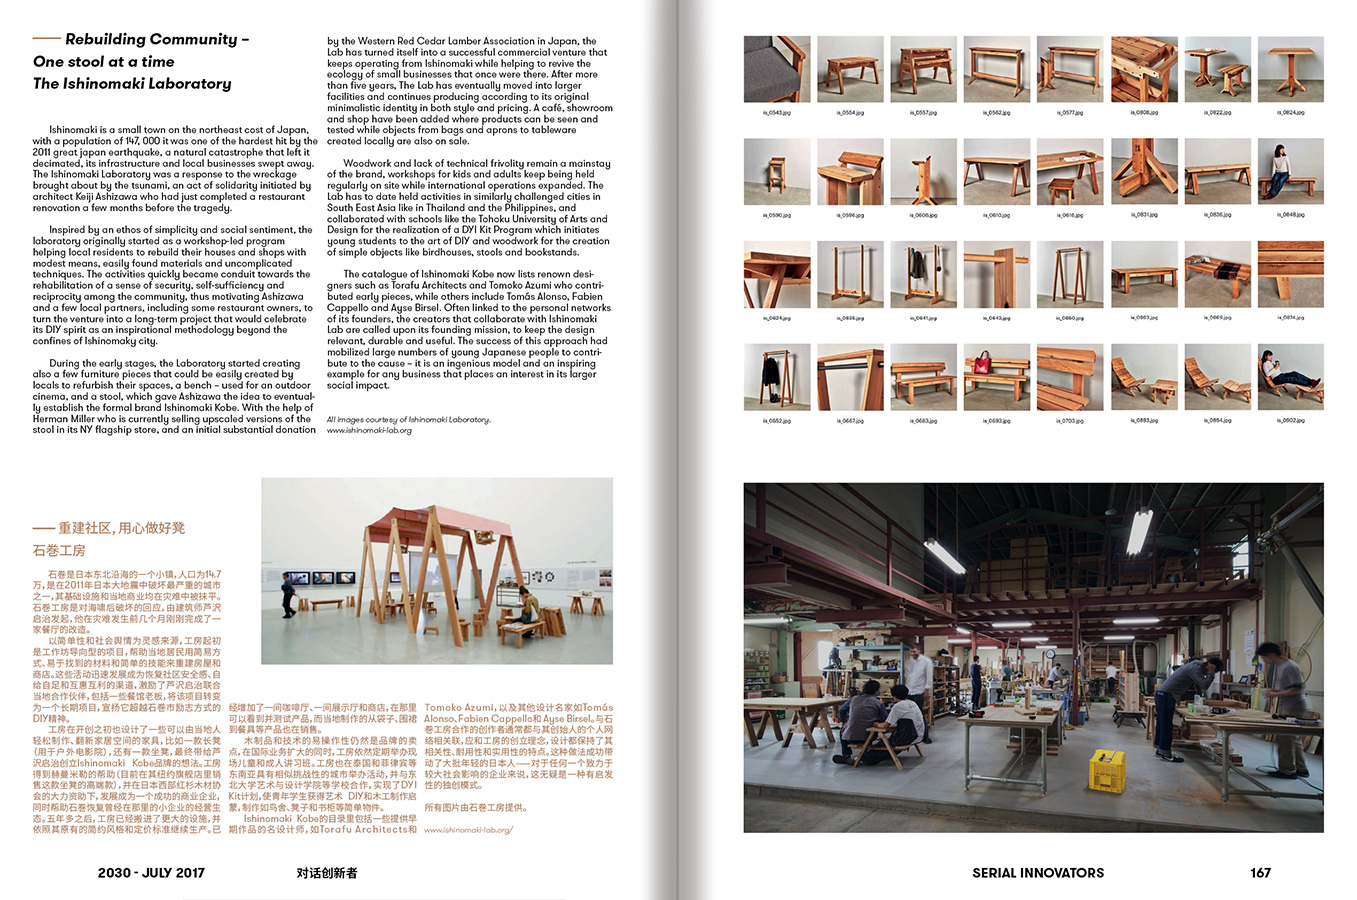 Rebuilding Community –
One stool at a time
The Ishinomaki Laboratory
Ishinomaki is a small town on the northeast cost of Japan,
with a population of 147, 000 it was one of the hardest hit by the
2011 great japan earthquake, a natural catastrophe that left it
decimated, its infrastructure and local businesses swept away.
The Ishinomaki Laboratory was a response to the wreckage
brought about by the tsunami, an act of solidarity initiated by
architect Keiji Ashizawa who had just completed a restaurant
renovation a few months before the tragedy.
Inspired by an ethos of simplicity and social sentiment, the
laboratory originally started as a workshop-led program
helping local residents to rebuild their houses and shops with
modest means, easily found materials and uncomplicated
techniques. The activities quickly became conduit towards the
rehabilitation of a sense of security, self-sufficiency and
reciprocity among the community, thus motivating Ashizawa
and a few local partners, including some restaurant owners, to
turn the venture into a long-term project that would celebrate
its DIY spirit as an inspirational methodology beyond the
confines of Ishinomaky city.
During the early stages, the Laboratory started creating
also a few furniture pieces that could be easily created by
locals to refurbish their spaces, a bench – used for an outdoor
cinema, and a stool, which gave Ashizawa the idea to eventual-
ly establish the formal brand Ishinomaki Kobe. With the help of
Herman Miller who is currently selling upscaled versions of the
stool in its NY flagship store, and an initial substantial donation
by the Western Red Cedar Lamber Association in Japan, the
Lab has turned itself into a successful commercial venture that
keeps operating from Ishinomaki while helping to revive the
ecology of small businesses that once were there. After more
than five years, The Lab has eventually moved into larger
facilities and continues producing according to its original
minimalistic identity in both style and pricing. A café, showroom
and shop have been added where products can be seen and
tested while objects from bags and aprons to tableware
created locally are also on sale.
Woodwork and lack of technical frivolity remain a mainstay
of the brand, workshops for kids and adults keep being held
regularly on site while international operations expanded. The
Lab has to date held activities in similarly challenged cities in
South East Asia like in Thailand and the Philippines, and
collaborated with schools like the Tohoku University of Arts and
Design for the realization of a DYI Kit Program which initiates
young students to the art of DIY and woodwork for the creation
of simple objects like birdhouses, stools and bookstands.
The catalogue of Ishinomaki Kobe now lists renown desi-
gners such as Torafu Architects and Tomoko Azumi who contri-
buted early pieces, while others include Tomás Alonso, Fabien
Cappello and Ayse Birsel. Often linked to the personal networks
of its founders, the creators that collaborate with Ishinomaki
Lab are called upon its founding mission, to keep the design
relevant, durable and useful. The success of this approach had
mobilized large numbers of young Japanese people to contri-
bute to the cause – it is an ingenious model and an inspiring
example for any business that places an interest in its larger
social impact.
All images courtesy of Ishinomaki Laboratory.
www.ishinomaki-lab.org
重建社区, 用心做好凳
石巻工房
石卷是日本东北沿海的一个小镇, 人口为14.7
万, 是在2011年日本大地震中破坏最严重的城市
之一, 其基础设施和当地商业均在灾难中被抹平。
石卷工房是对海啸后破坏的回应, 由建筑师芦沢
启治发起, 他在灾难发生前几个月刚刚完成了一
家餐厅的改造。
以简单性和社会舆情为灵感来源, 工房起初
是工作坊导向型的项目, 帮助当地居民用简易方
式、易于找到的材料和简单的技能来重建房屋和
商店。这些活动迅速发展成为恢复社区安全感、自
给自足和互惠互利的渠道, 激励了芦沢启治联合
当地合作伙伴, 包括一些餐馆老板, 将该项目转变
为一个长期项目, 宣扬它超越石卷市励志方式的
DIY精神。
工房在开创之初也设计了一些可以由当地人
轻松制作、翻新家居空间的家具, 比如一款长凳
(用于户外电影院), 还有一款坐凳, 最终带给芦
沢启治创立Ishinomaki Kobe品牌的想法。工房
得到赫曼米勒的帮助(目前在其纽约旗舰店里销
售这款坐凳的高端款), 并在日本西部红杉木材协
会的大力资助下, 发展成为一个成功的商业企业,
同时帮助石卷恢复曾经在那里的小企业的经营生
态。五年多之后, 工房已经搬进了更大的设施, 并
依照其原有的简约风格和定价标准继续生产。已
经增加了一间咖啡厅、一间展示厅和商店, 在那里
可以看到并测试产品, 而当地制作的从袋子、围裙
到餐具等产品也在销售。
木制品和技术的易操作性仍然是品牌的卖
点, 在国际业务扩大的同时, 工房依然定期举办现
场儿童和成人讲习班。工房也在泰国和菲律宾等
东南亚具有相似挑战性的城市举办活动, 并与东
北大学艺术与设计学院等学校合作, 实现了DYI
Kit计划, 使青年学生获得艺术 DIY和木工制作启
蒙, 制作如鸟舍、凳子和书柜等简单物件。
Ishinomaki Kobe的目录里包括一些提供早
期作品的名设计师, 如Torafu Architects和
Tomoko Azumi, 以及其他设计名家如Tomás
Alonso、Fabien Cappello和 Ayse Birsel。与石
卷工房合作的创作者通常都与其创始人的个人网
络相关联, 应和工房的创立理念, 设计都保持了其
相关性、耐用性和实用性的特点。这种做法成功带
动了大批年轻的日本人——对于任何一个致力于
较大社会影响的企业来说, 这无疑是一种有启发
性的独创模式。
所有图片由石卷工房提供。
www.ishinomaki-lab.org/
2030 - JULY 2017
对话创新者
is_0543.jpg
is_0554.jpg
is_0557.jpg
is_0562.jpg
is_0577.jpg
is_0808.jpg
is_0822.jpg
is_0824.jpg
is_0590.jpg
is_0596.jpg
is_0606.jpg
is_0610.jpg
is_0616.jpg
is_0831.jpg
is_0836.jpg
is_0848.jpg
is_0838.jpg
is_0841.jpg
is_0843.jpg
is_0850.jpg
is_0863.jpg
is_0869.jpg
is_0874.jpg
is_0652.jpg
is_0667.jpg
is_0683.jpg
is_0693.jpg
is_0703.jpg
is_0893.jpg
is_0894.jpg
is_0902.jpg
SERIAL INNOVATORS
167